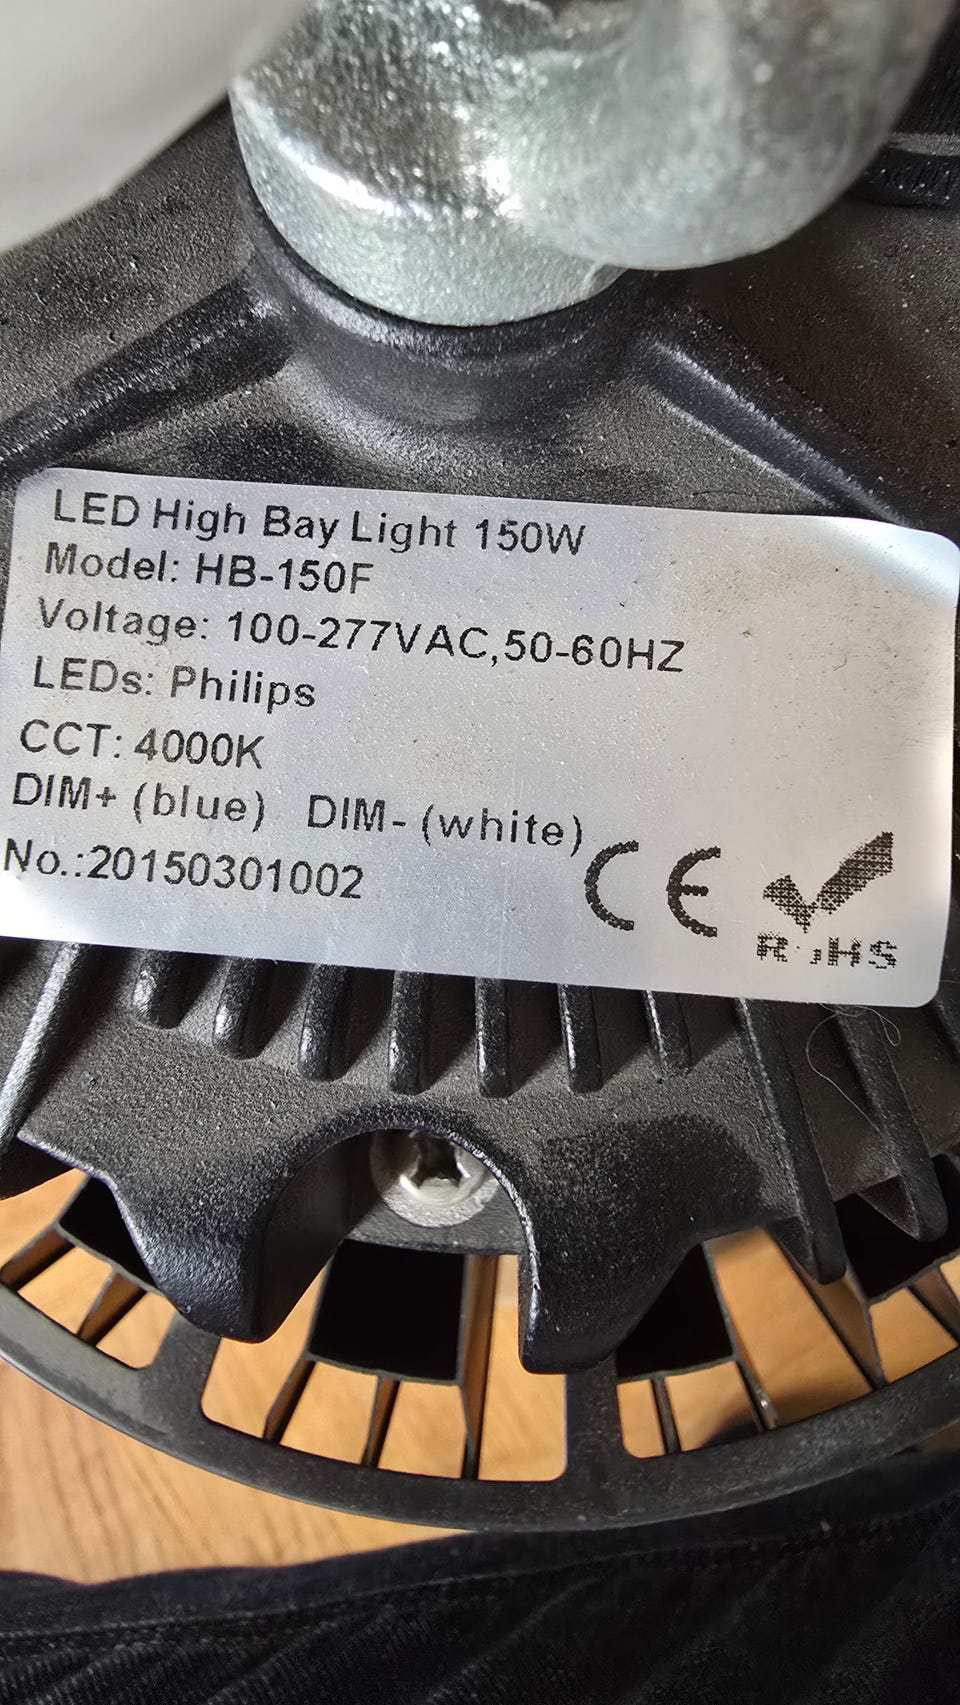 LED High Bay Light 150W
Model: HB-150F
Voltage: 100-277VAC,50-60HZ
LEDs: Philips
CCT: 4000K
DIM+ (blue) DIM- (white)
No.:20150301002
CE
RoHS